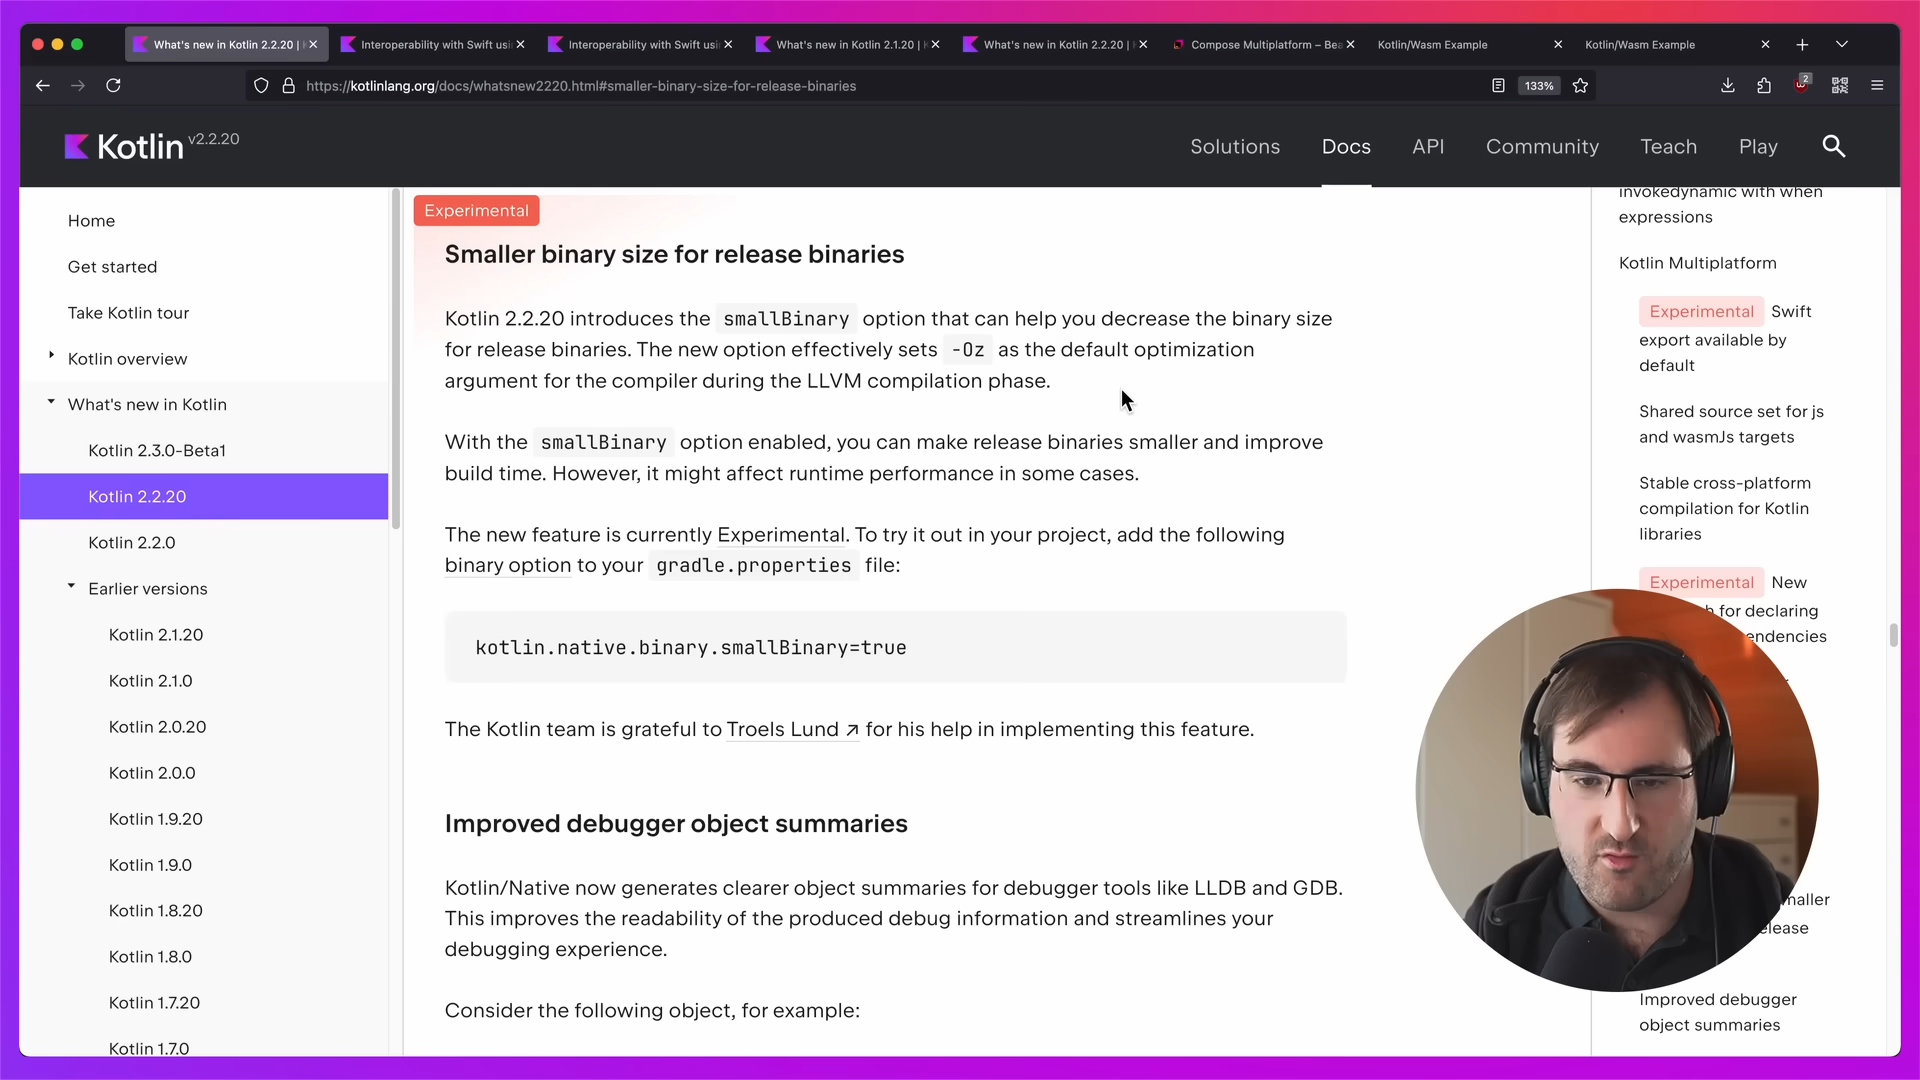 What's new in Kotlin 2.2.20 |
Interoperability with Swift usi
Interoperability with Swift usi
What's new in Kotlin 2.1.20 |
What's new in Kotlin 2.2.20 |
Compose Multiplatform – Bea
Kotlin/Wasm Example
Kotlin/Wasm Example
https://kotlinlang.org/docs/whatsnew2220.html#smaller-binary-size-for-release-binaries
133%
2
Kotlin v2.2.20
Solutions
Docs
API
Community
Teach
Play
Home
Get started
Take Kotlin tour
Kotlin overview
What's new in Kotlin
Kotlin 2.3.0-Beta1
Kotlin 2.2.20
Kotlin 2.2.0
Earlier versions
Kotlin 2.1.20
Kotlin 2.1.0
Kotlin 2.0.20
Kotlin 2.0.0
Kotlin 1.9.20
Kotlin 1.9.0
Kotlin 1.8.20
Kotlin 1.8.0
Kotlin 1.7.20
Kotlin 1.7.0
Experimental
Smaller binary size for release binaries
Kotlin 2.2.20 introduces the smallBinary option that can help you decrease the binary size
for release binaries. The new option effectively sets -Oz as the default optimization
argument for the compiler during the LLVM compilation phase.
With the smallBinary option enabled, you can make release binaries smaller and improve
build time. However, it might affect runtime performance in some cases.
The new feature is currently Experimental. To try it out in your project, add the following
binary option to your gradle.properties file:
kotlin.native.binary.smallBinary=true
The Kotlin team is grateful to Troels Lund ↗ for his help in implementing this feature.
Improved debugger object summaries
Kotlin/Native now generates clearer object summaries for debugger tools like LLDB and GDB.
This improves the readability of the produced debug information and streamlines your
debugging experience.
Consider the following object, for example:
invokedynamic with when
expressions
Kotlin Multiplatform
Experimental Swift
export available by
default
Shared source set for js
and wasmJs targets
Stable cross-platform
compilation for Kotlin
libraries
Experimental New
for declaring
Improved debugger
object summaries